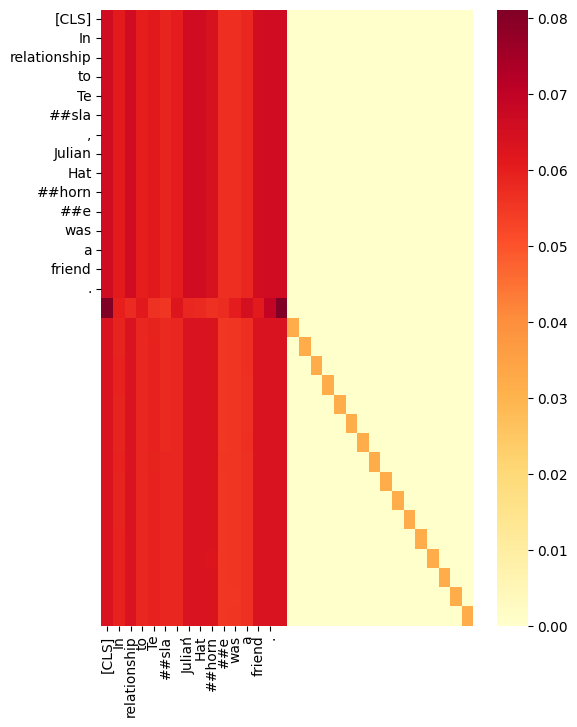 [CLS]
In
relationship
to
Te
##sla
,
Julian
Hat
##horn
##e
was
a
friend
.
0.08
0.07
0.06
0.05
0.04
0.03
0.02
0.01
0.00
[CLS]
In
relationship
to
Te
##sla
,
Julian
Hat
##horn
##e
was
a
friend
.